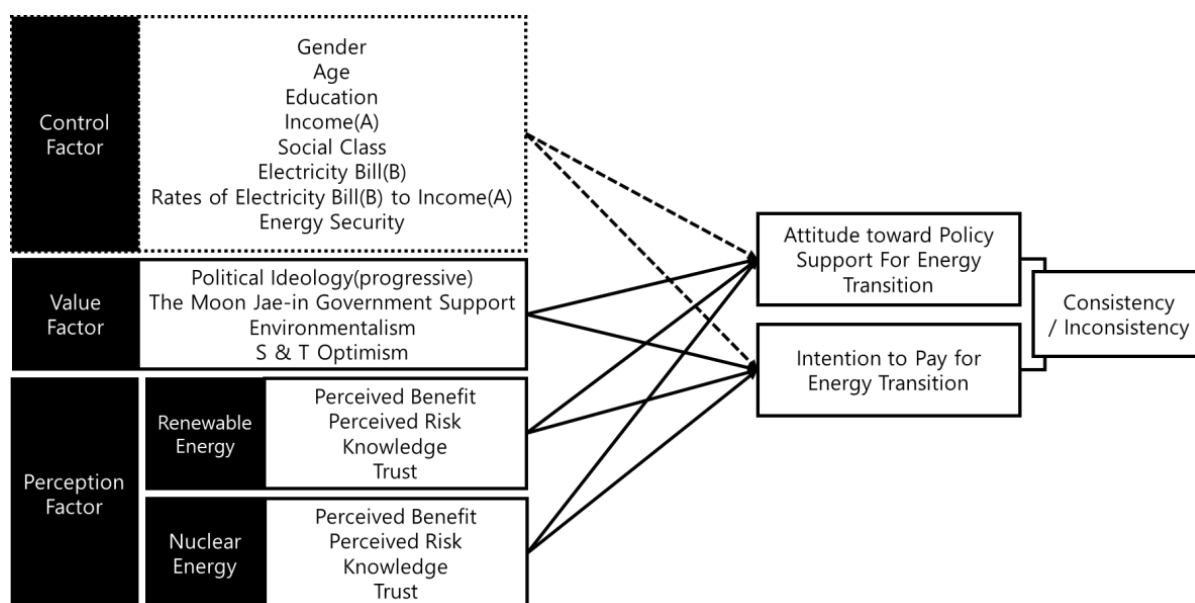 Control
Factor
Gender
Age
Education
Income(A)
Social Class
Electricity Bill(B)
Rates of Electricity Bill(B) to Income(A)
Energy Security
Value
Factor
Political Ideology(progressive)
The Moon Jae-in Government Support
Environmentalism
S & T Optimism
Perception
Factor
Renewable
Energy
Perceived Benefit
Perceived Risk
Knowledge
Trust
Nuclear
Energy
Perceived Benefit
Perceived Risk
Knowledge
Trust
Attitude toward Policy
Support For Energy
Transition
Intention to Pay for
Energy Transition
Consistency
/ Inconsistency